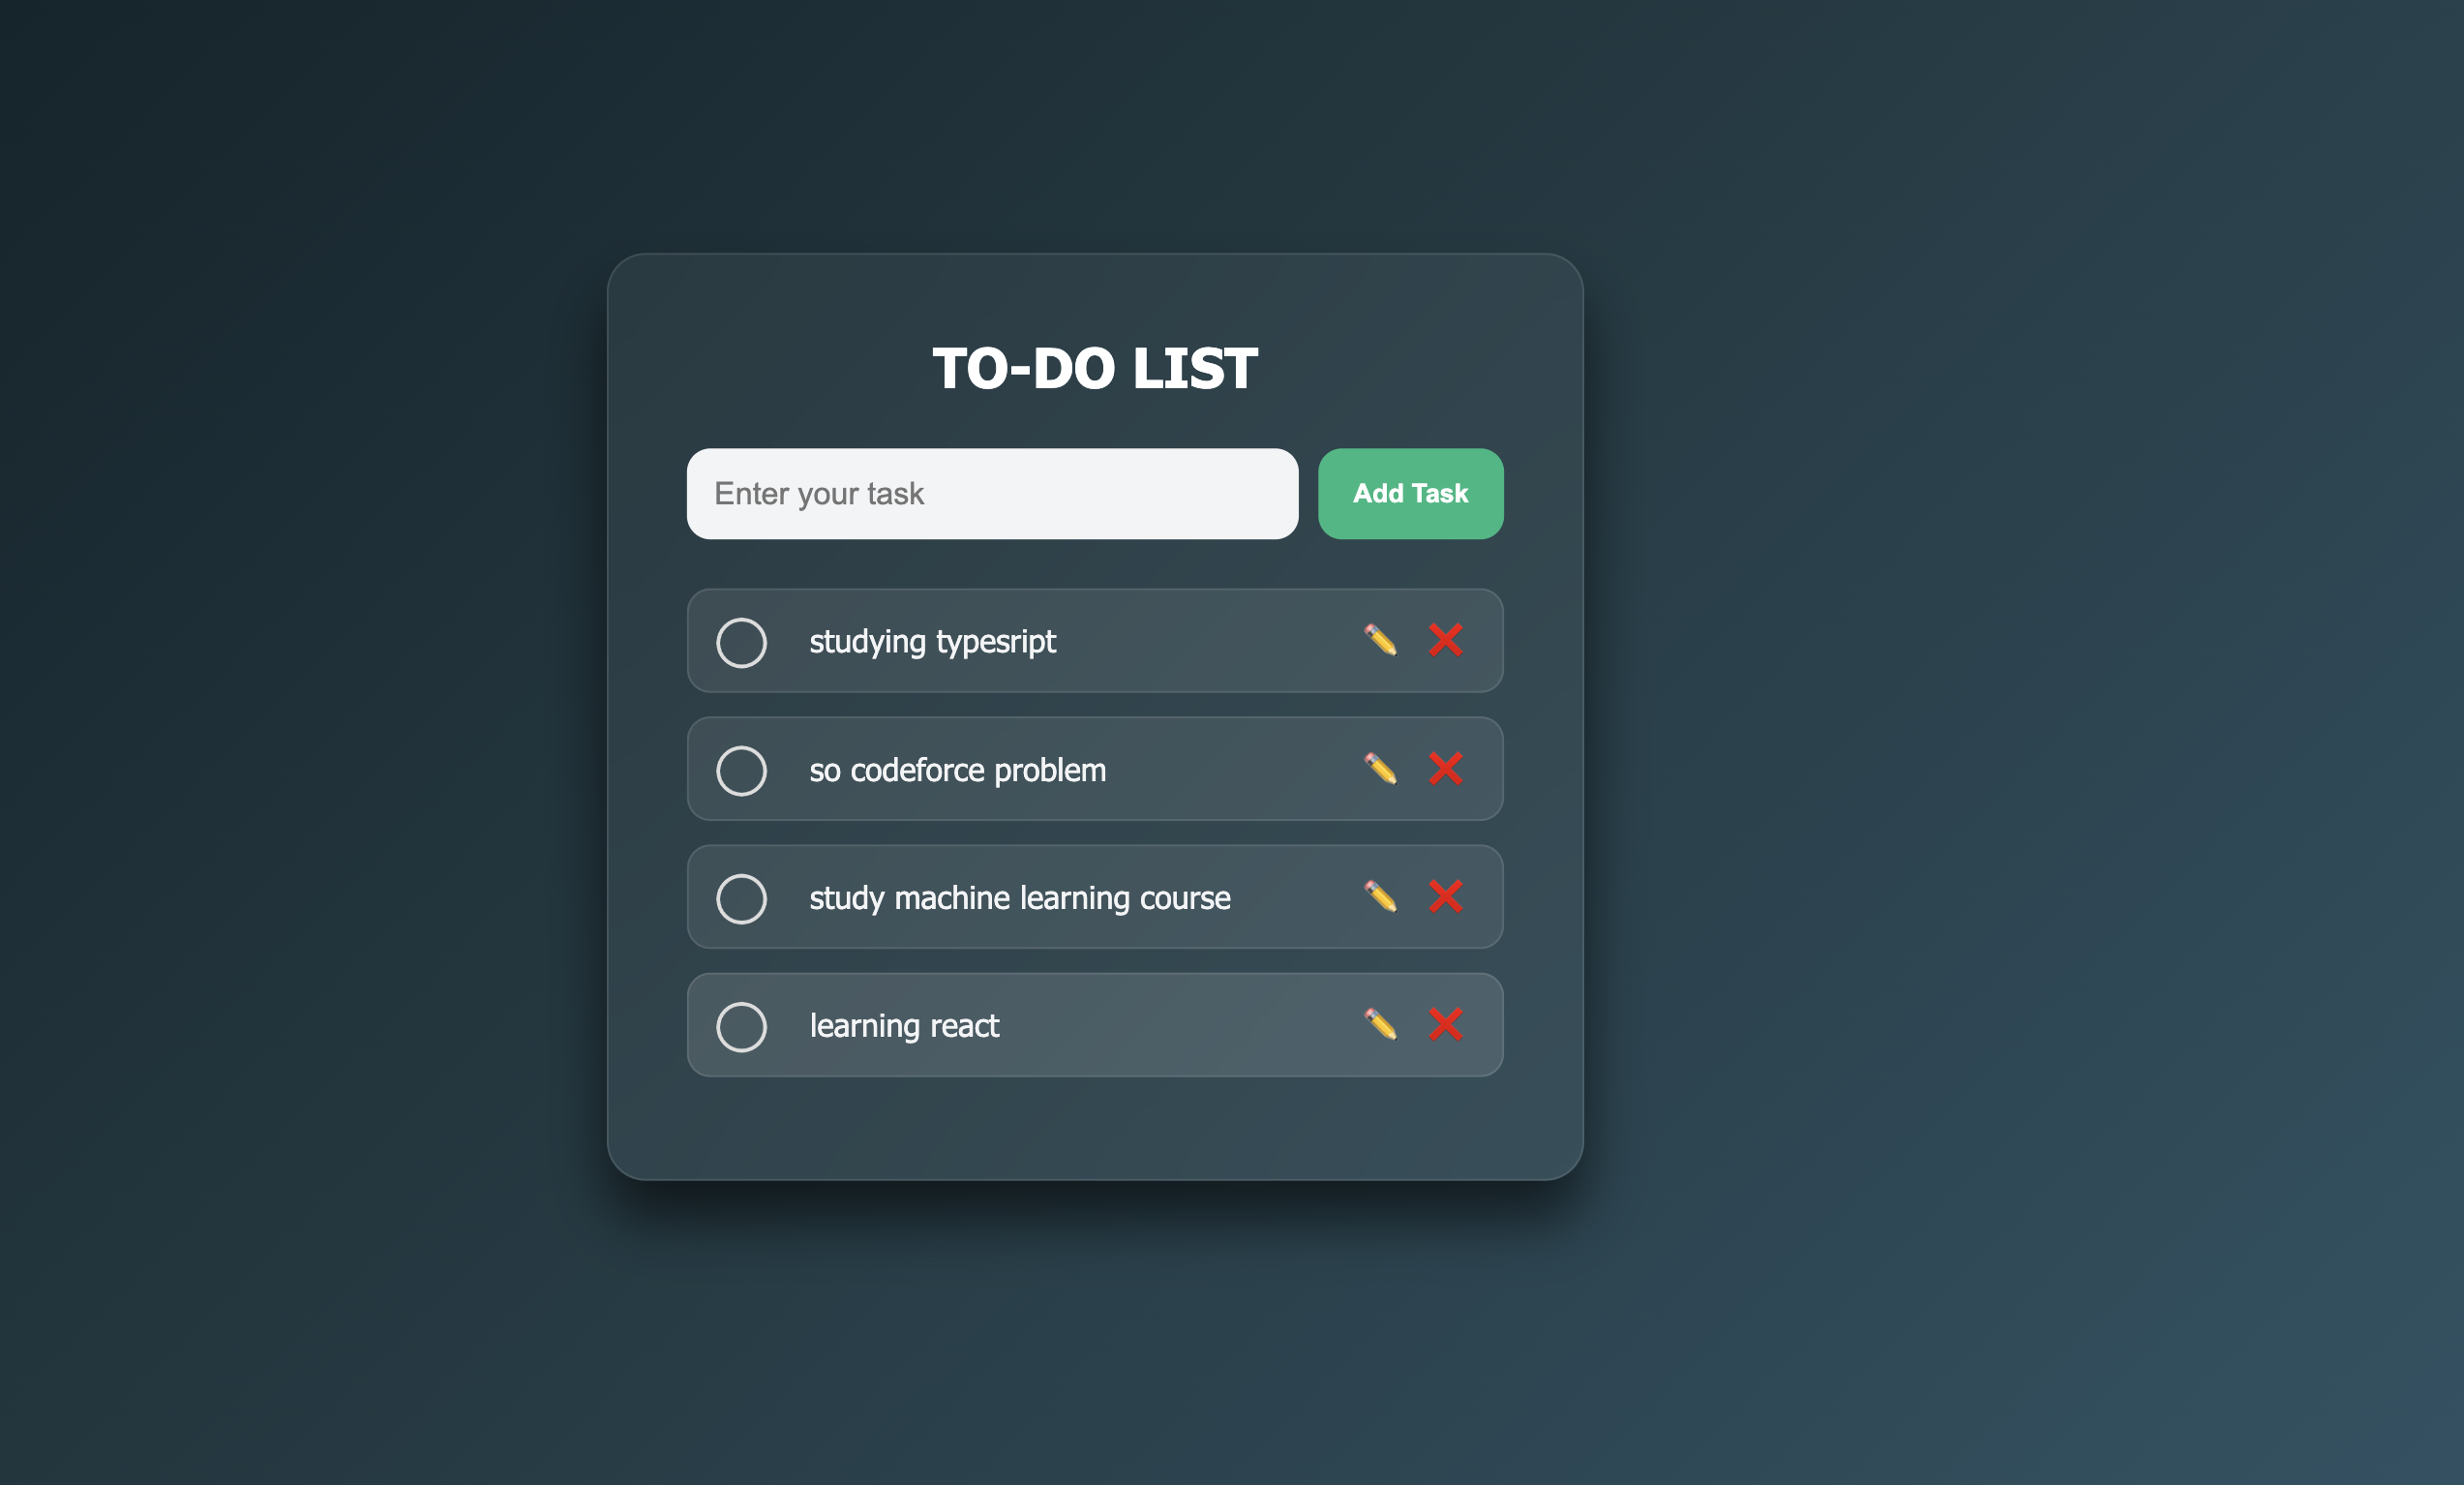 TO-DO LIST
Enter your task
Add Task
studying typesript
so codeforce problem
study machine learning course
learning react